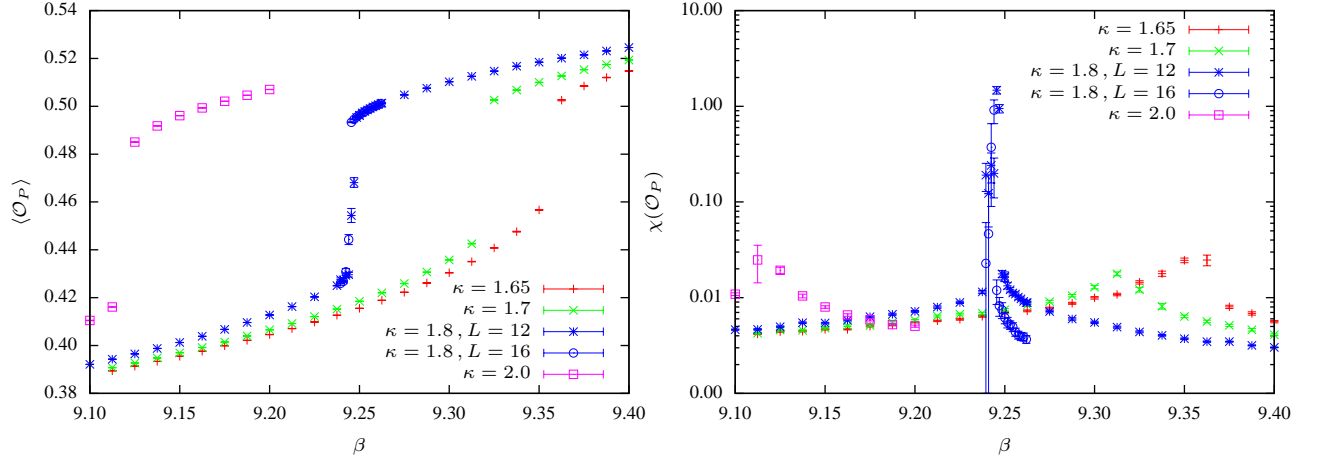 0.54
0.52
0.50
0.48
0.46
0.44
0.42
0.40
0.38
9.10
9.15
9.20
9.25
9.30
9.35
9.40
⟨𝒪_P⟩
β
κ = 1.65
κ = 1.7
κ = 1.8 , L = 12
κ = 1.8 , L = 16
κ = 2.0
10.00
1.00
0.10
0.01
0.00
9.10
9.15
9.20
9.25
9.30
9.35
9.40
χ(𝒪_P)
β
κ = 1.65
κ = 1.7
κ = 1.8 , L = 12
κ = 1.8 , L = 16
κ = 2.0